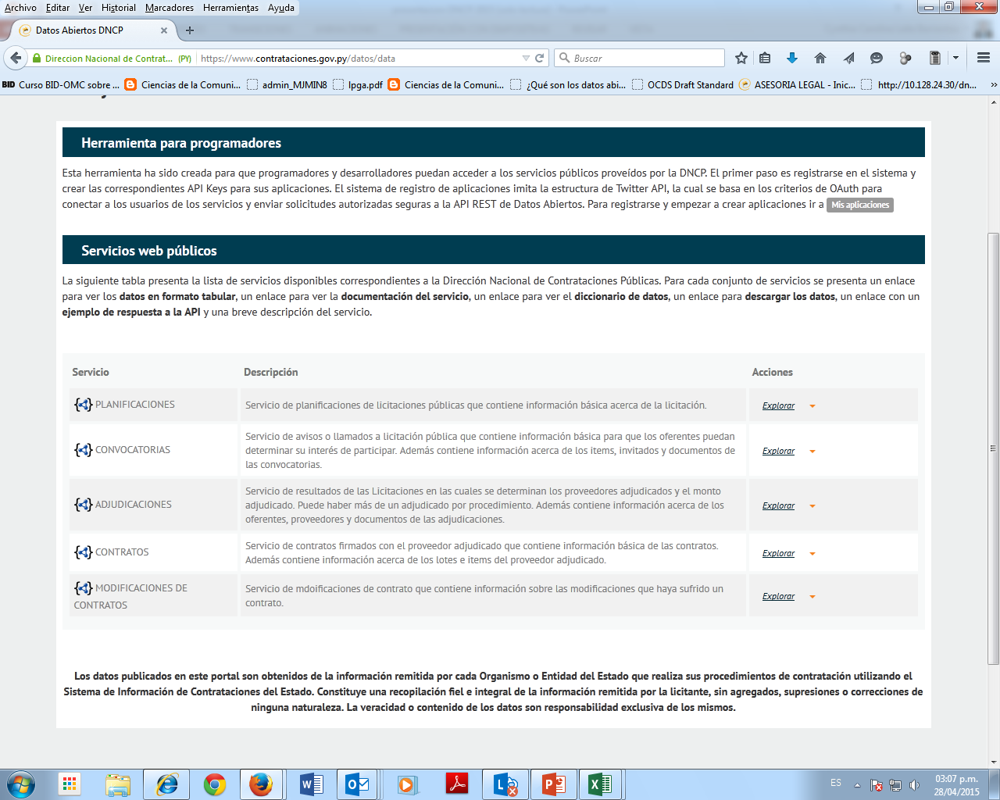 Archivo Editar Ver Historial Marcadores Herramientas Ayuda
Datos Abiertos DNCP
Direccion Nacional de Contrat... (PY) https://www.contrataciones.gov.py/datos/data Buscar
BID Curso BID-OMC sobre ... Ciencias de la Comuni... admin_MJMIN8 lpga.pdf Ciencias de la Comuni... ¿Qué son los datos abi... OCDS Draft Standard ASESORIA LEGAL - Inic... http://10.128.24.30/dn... »
Herramienta para programadores
Esta herramienta ha sido creada para que programadores y desarrolladores puedan acceder a los servicios públicos proveídos por la DNCP. El primer paso es registrarse en el sistema y
crear las correspondientes API Keys para sus aplicaciones. El sistema de registro de aplicaciones imita la estructura de Twitter API, la cual se basa en los criterios de OAuth para
conectar a los usuarios de los servicios y enviar solicitudes autorizadas seguras a la API REST de Datos Abiertos. Para registrarse y empezar a crear aplicaciones ir a Mis aplicaciones
Servicios web públicos
La siguiente tabla presenta la lista de servicios disponibles correspondientes a la Dirección Nacional de Contrataciones Públicas. Para cada conjunto de servicios se presenta un enlace
para ver los datos en formato tabular, un enlace para ver la documentación del servicio, un enlace para ver el diccionario de datos, un enlace para descargar los datos, un enlace con un
ejemplo de respuesta a la API y una breve descripción del servicio.
Servicio Descripción Acciones
PLANIFICACIONES Servicio de planificaciones de licitaciones públicas que contiene información básica acerca de la licitación. Explorar
Servicio de avisos o llamados a licitación pública que contiene información básica para que los oferentes puedan
CONVOCATORIAS determinar su interés de participar. Además contiene información acerca de los items, invitados y documentos de Explorar
las convocatorias.
Servicio de resultados de las Licitaciones en las cuales se determinan los proveedores adjudicados y el monto
ADJUDICACIONES adjudicado. Puede haber más de un adjudicado por procedimiento. Además contiene información acerca de los Explorar
oferentes, proveedores y documentos de las adjudicaciones.
Servicio de contratos firmados con el proveedor adjudicado que contiene información básica de las contratos.
CONTRATOS Explorar
Además contiene información acerca de los lotes e items del proveedor adjudicado.
MODIFICACIONES DE Servicio de mdoificaciones de contrato que contiene información sobre las modificaciones que haya sufrido un Explorar
CONTRATOS contrato.
Los datos publicados en este portal son obtenidos de la información remitida por cada Organismo o Entidad del Estado que realiza sus procedimientos de contratación utilizando el
Sistema de Información de Contrataciones del Estado. Constituye una recopilación fiel e integral de la información remitida por la licitante, sin agregados, supresiones o correcciones de
ninguna naturaleza. La veracidad o contenido de los datos son responsabilidad exclusiva de los mismos.
ES 03:07 p.m.
28/04/2015